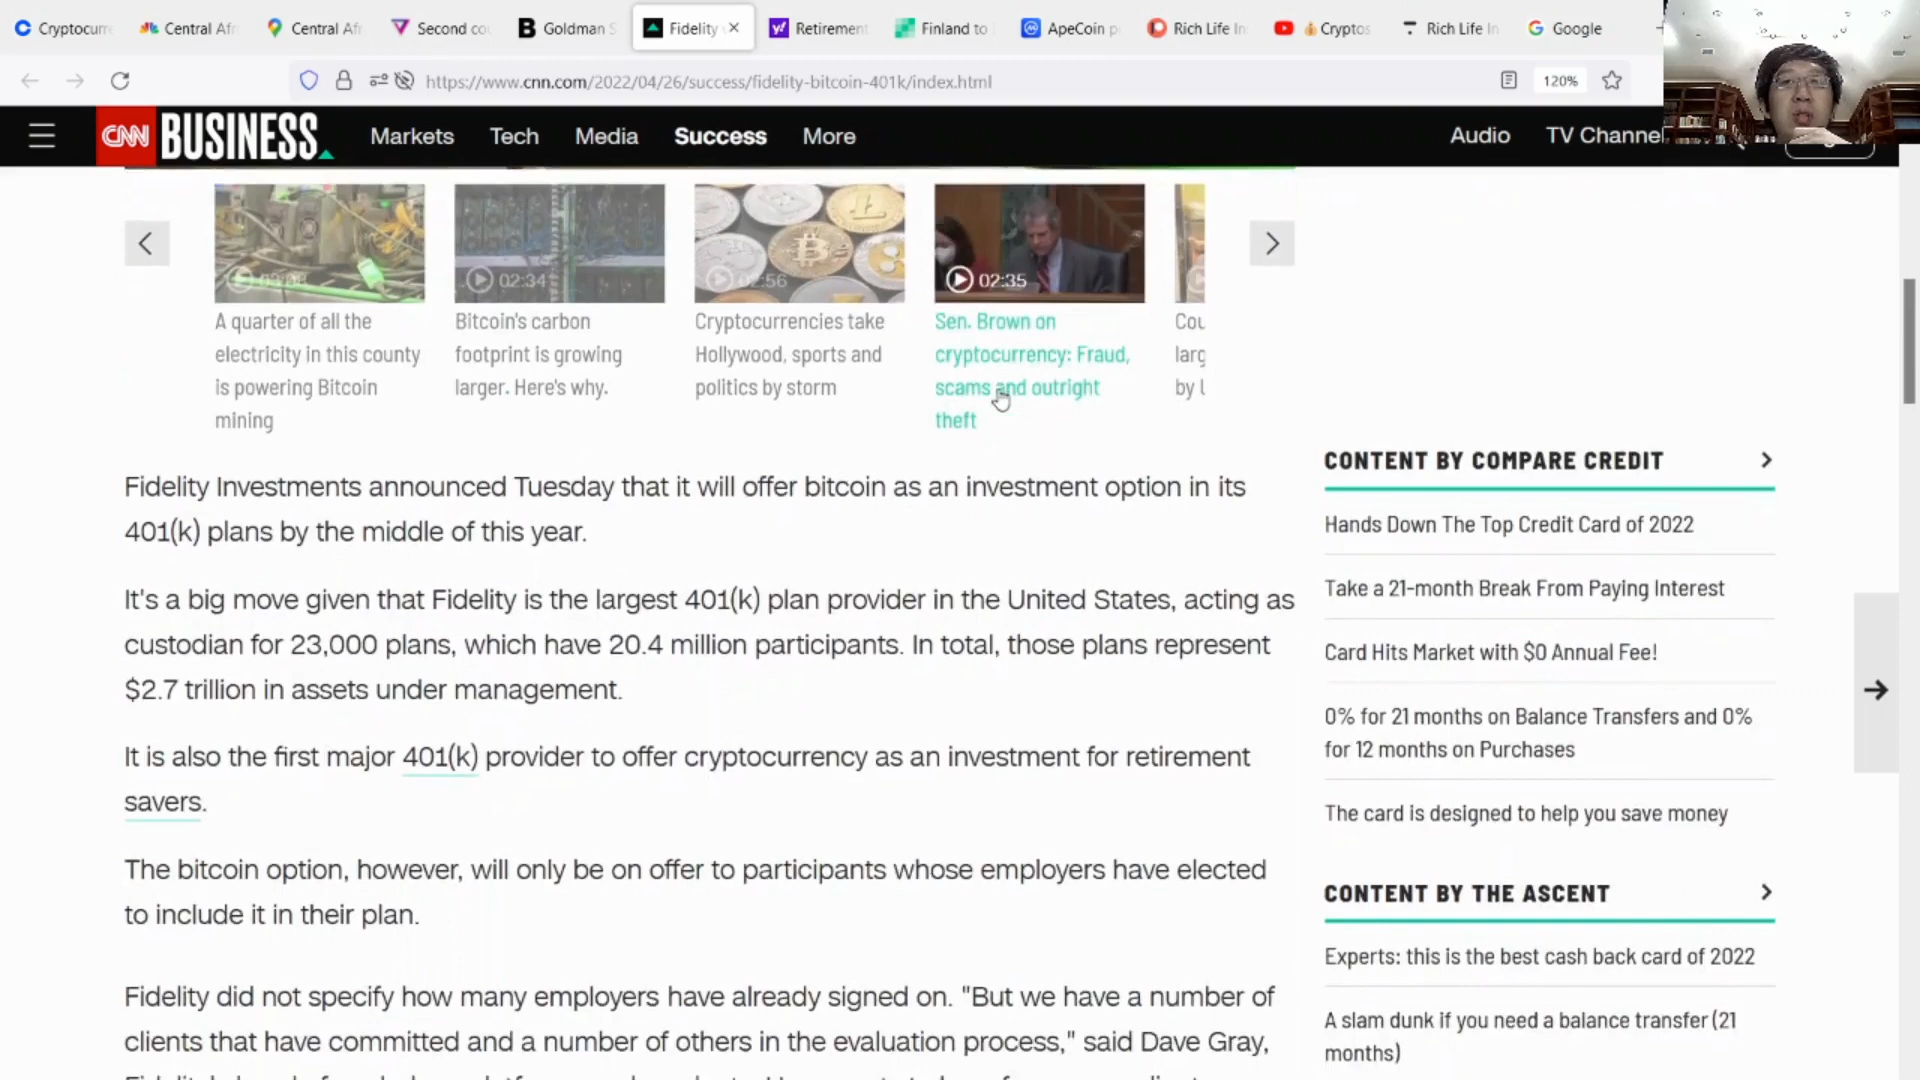 Cryptocurr
Central Afr
Central Afr
Second cou
Goldman S
Fidelity
Retirement
Finland to
ApeCoin p
Rich Life In
Cryptos
Rich Life In
Google
https://www.cnn.com/2022/04/26/success/fidelity-bitcoin-401k/index.html
120%
CNN BUSINESS
Markets Tech Media Success More
Audio TV Channel
02:34
02:56
02:35
A quarter of all the
electricity in this county
is powering Bitcoin
mining
Bitcoin's carbon
footprint is growing
larger. Here's why.
Cryptocurrencies take
Hollywood, sports and
politics by storm
Sen. Brown on
cryptocurrency: Fraud,
scams and outright
theft
Cou
larg
by U
Fidelity Investments announced Tuesday that it will offer bitcoin as an investment option in its
401(k) plans by the middle of this year.
It's a big move given that Fidelity is the largest 401(k) plan provider in the United States, acting as
custodian for 23,000 plans, which have 20.4 million participants. In total, those plans represent
$2.7 trillion in assets under management.
It is also the first major 401(k) provider to offer cryptocurrency as an investment for retirement
savers.
The bitcoin option, however, will only be on offer to participants whose employers have elected
to include it in their plan.
Fidelity did not specify how many employers have already signed on. "But we have a number of
clients that have committed and a number of others in the evaluation process," said Dave Gray,
CONTENT BY COMPARE CREDIT
Hands Down The Top Credit Card of 2022
Take a 21-month Break From Paying Interest
Card Hits Market with $0 Annual Fee!
0% for 21 months on Balance Transfers and 0%
for 12 months on Purchases
The card is designed to help you save money
CONTENT BY THE ASCENT
Experts: this is the best cash back card of 2022
A slam dunk if you need a balance transfer (21
months)